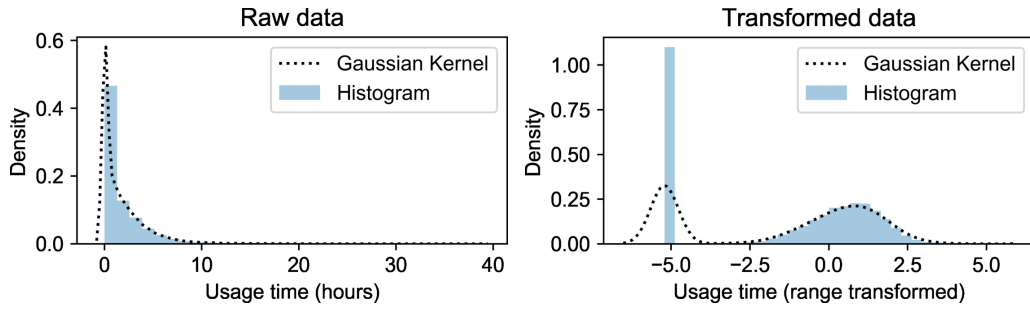 Raw data
0.6
0.4
0.2
0.0
Density
Gaussian Kernel
Histogram
0
10
20
30
40
Usage time (hours)
Transformed data
1.00
0.75
0.50
0.25
0.00
Density
Gaussian Kernel
Histogram
−5.0
−2.5
0.0
2.5
5.0
Usage time (range transformed)